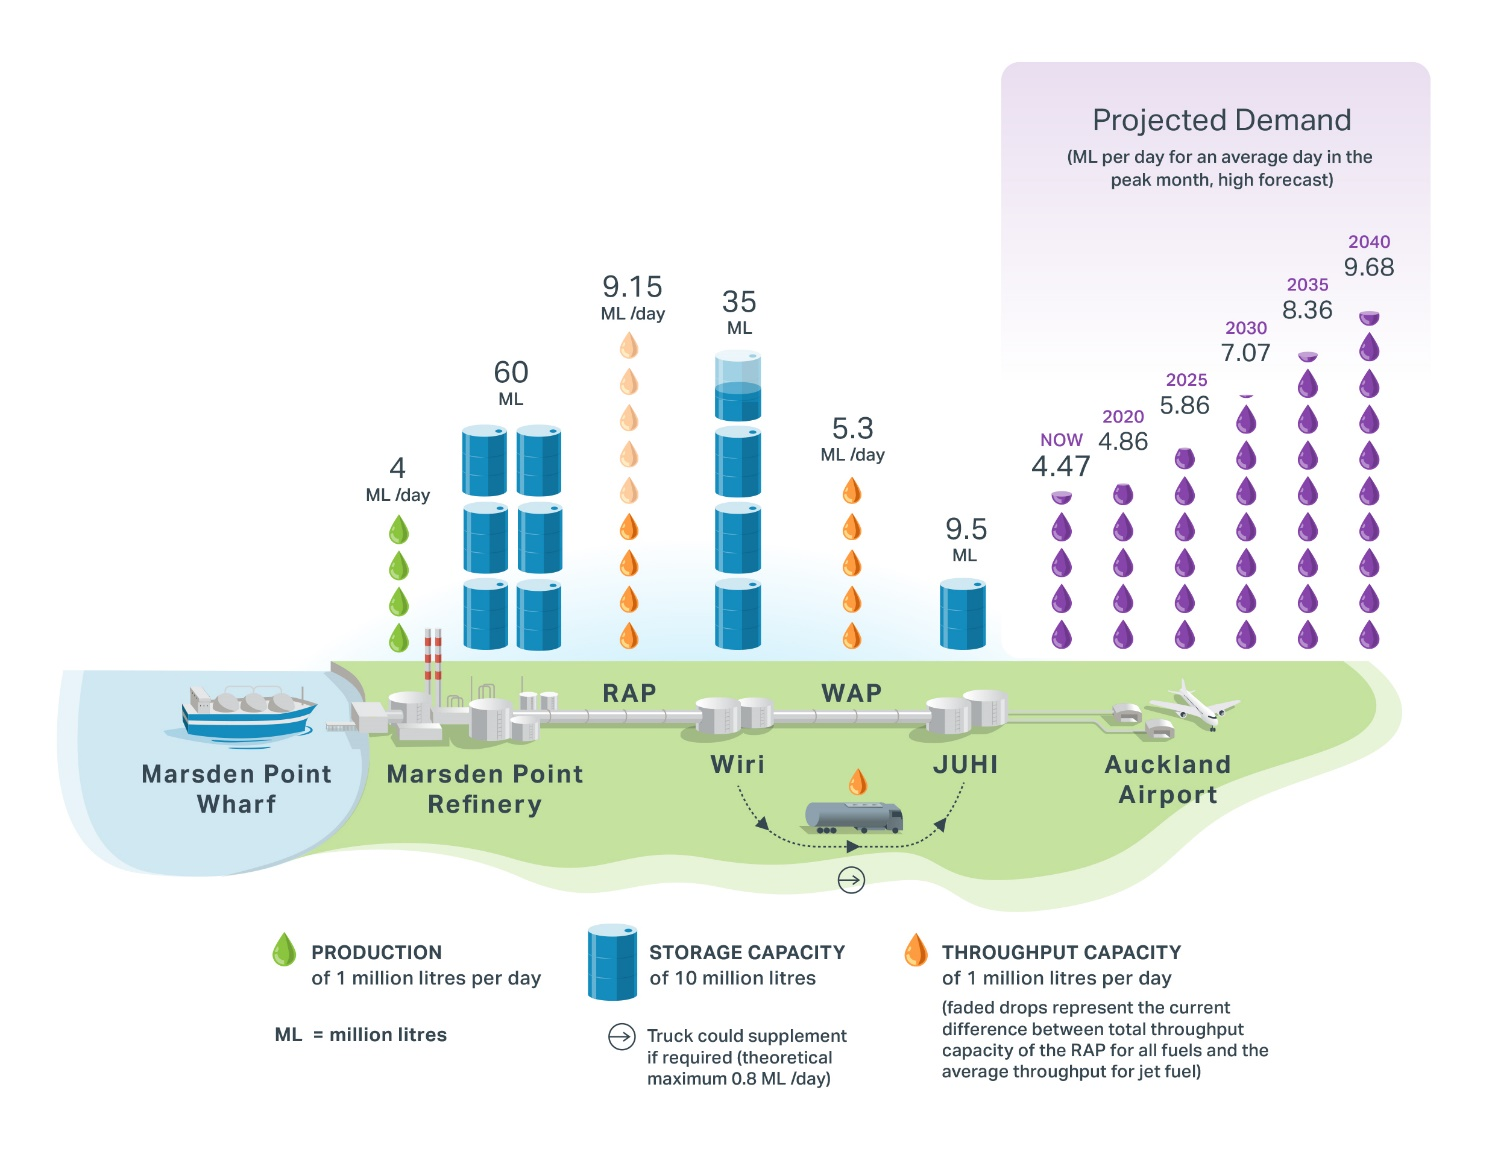 Projected Demand
(ML per day for an average day in the
peak month, high forecast)
2040
9.68
2035
8.36
2030
7.07
2025
5.86
2020
4.86
NOW
4.47
9.15
ML /day
35
ML
60
ML
5.3
ML /day
4
ML /day
9.5
ML
RAP
WAP
Marsden Point
Wharf
Marsden Point
Refinery
Wiri
JUHI
Auckland
Airport
PRODUCTION
of 1 million litres per day
ML = million litres
STORAGE CAPACITY
of 10 million litres
Truck could supplement
if required (theoretical
maximum 0.8 ML /day)
THROUGHPUT CAPACITY
of 1 million litres per day
(faded drops represent the current
difference between total throughput
capacity of the RAP for all fuels and the
average throughput for jet fuel)